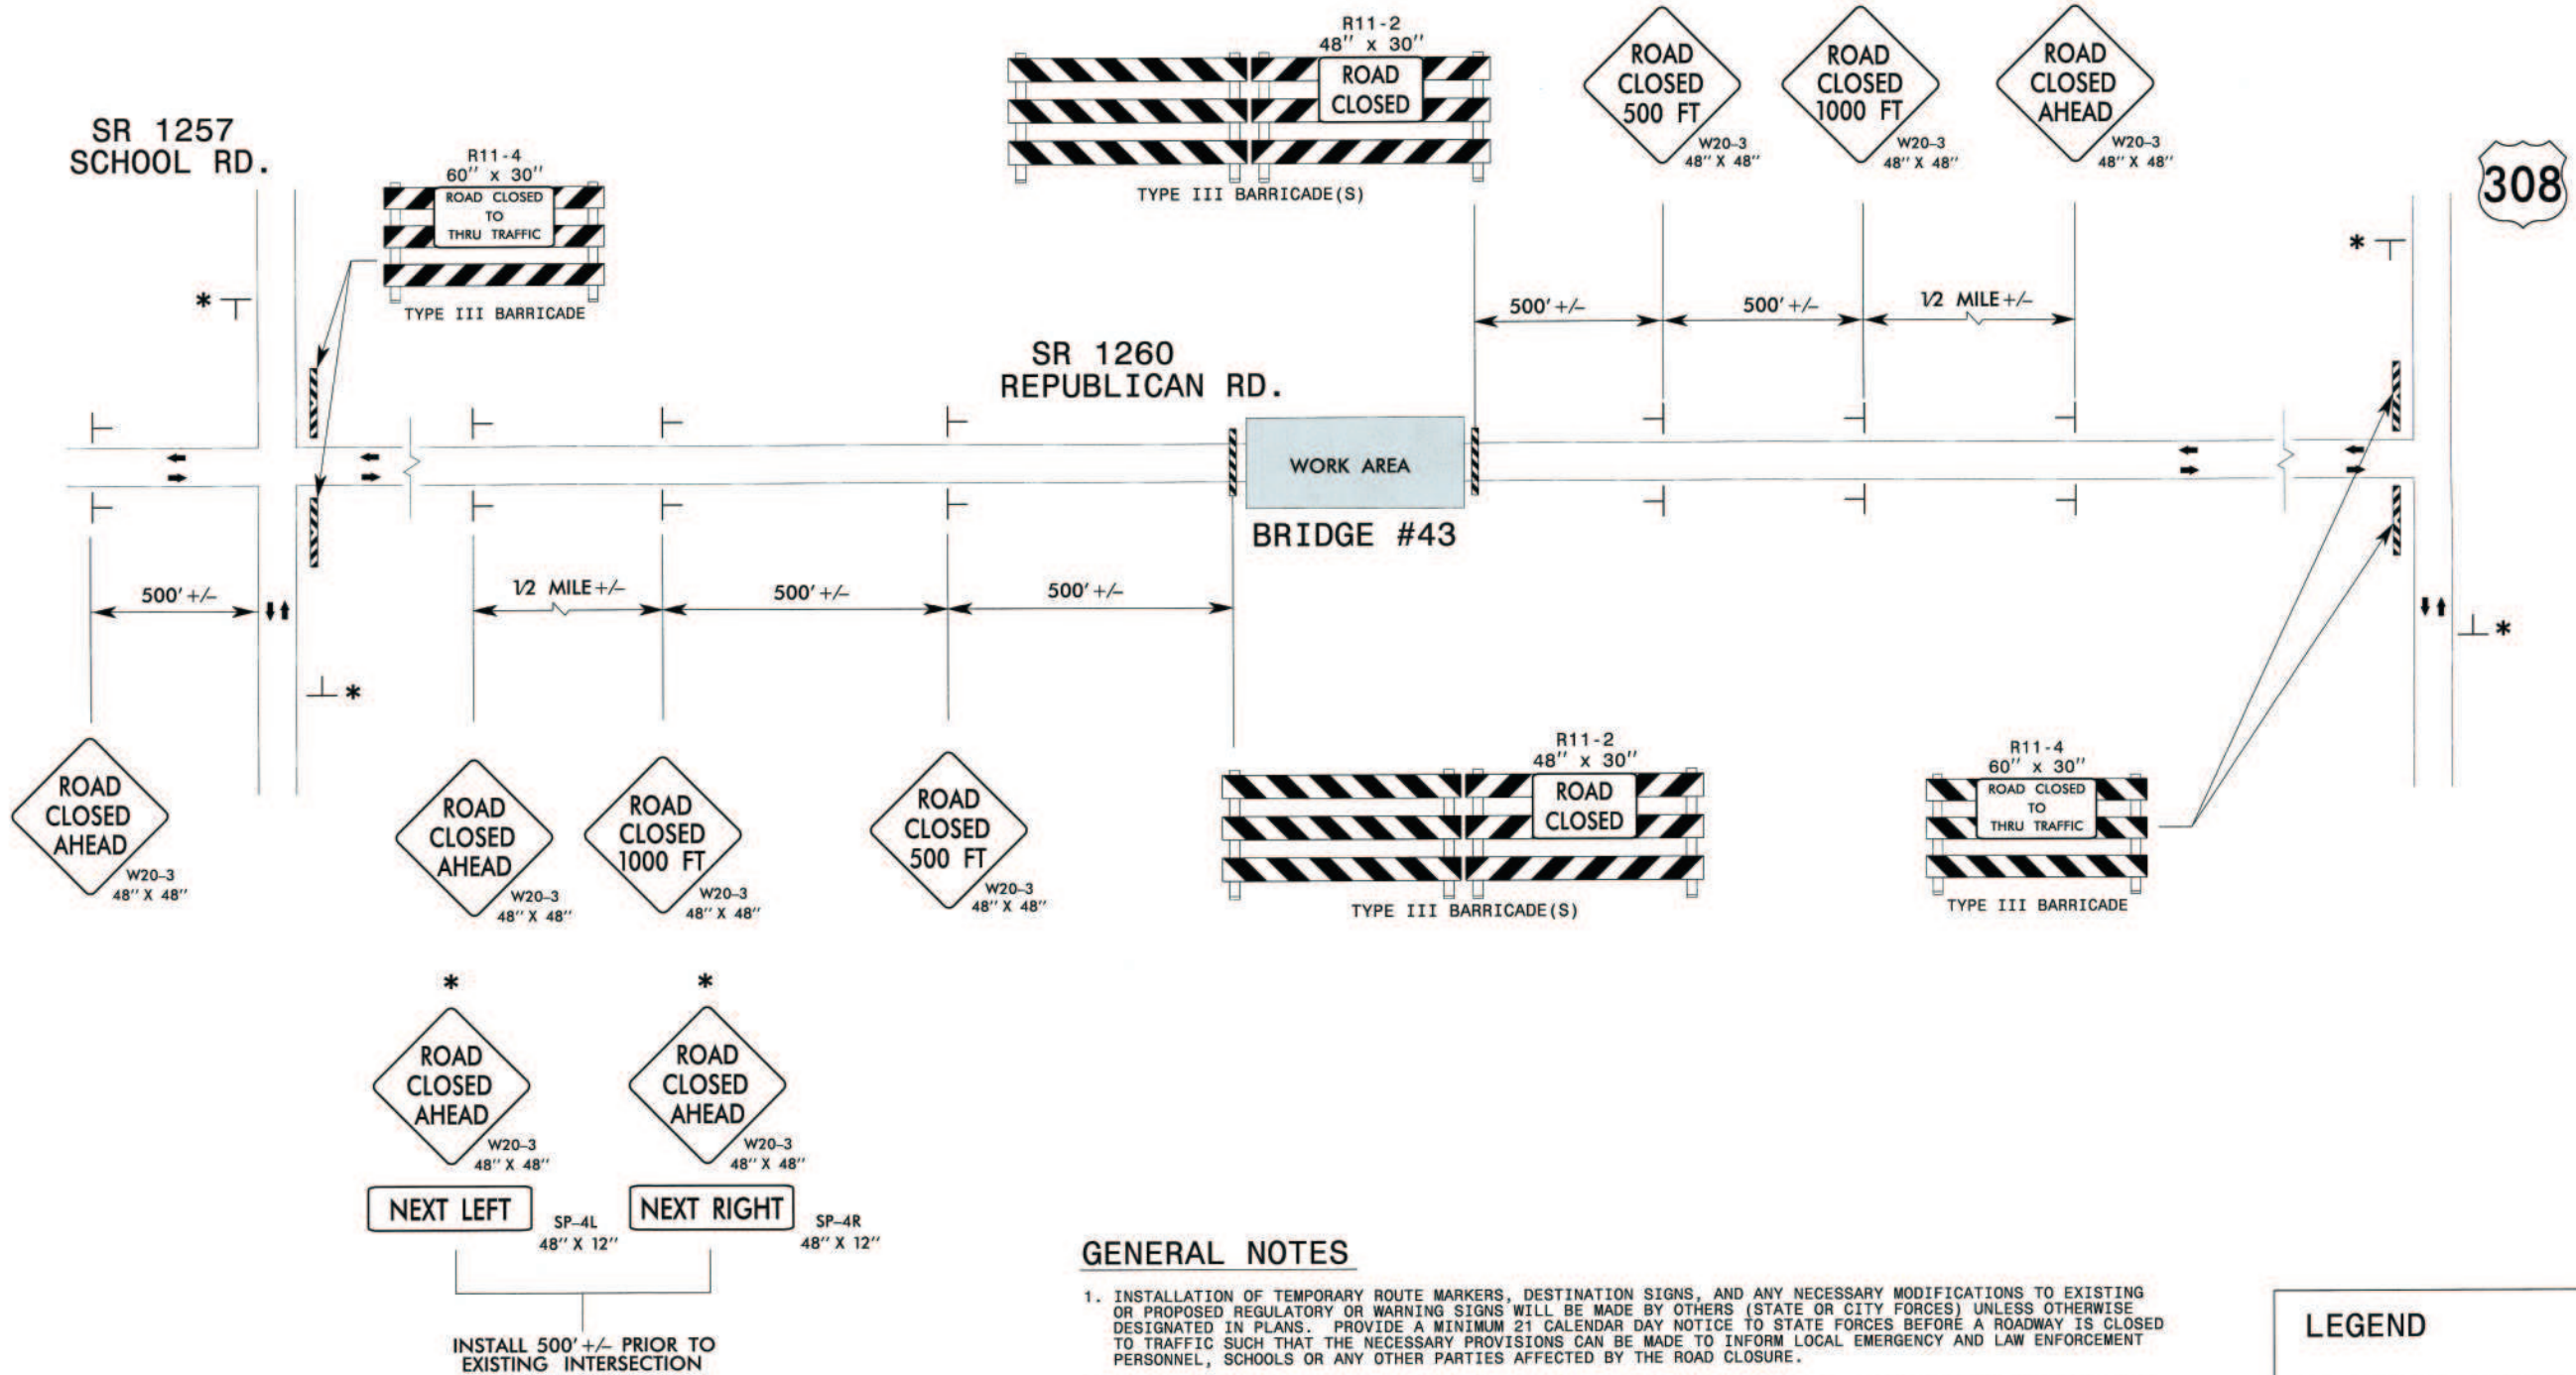 R11-2
48" x 30"
ROAD
CLOSED
TYPE III BARRICADE(S)
ROAD
CLOSED
500 FT
W20-3
48" X 48"
ROAD
CLOSED
1000 FT
W20-3
48" X 48"
ROAD
CLOSED
AHEAD
W20-3
48" X 48"
308
SR 1257
SCHOOL RD.
R11-4
60" x 30"
ROAD CLOSED
TO
THRU TRAFFIC
TYPE III BARRICADE
*
*
500' +/-
500' +/-
1/2 MILE +/-
SR 1260
REPUBLICAN RD.
WORK AREA
BRIDGE #43
500' +/-
1/2 MILE +/-
500' +/-
500' +/-
*
*
ROAD
CLOSED
AHEAD
W20-3
48" X 48"
ROAD
CLOSED
AHEAD
W20-3
48" X 48"
ROAD
CLOSED
1000 FT
W20-3
48" X 48"
ROAD
CLOSED
500 FT
W20-3
48" X 48"
R11-2
48" x 30"
ROAD
CLOSED
TYPE III BARRICADE(S)
R11-4
60" x 30"
ROAD CLOSED
TO
THRU TRAFFIC
TYPE III BARRICADE
*
ROAD
CLOSED
AHEAD
W20-3
48" X 48"
NEXT LEFT
SP-4L
48" X 12"
*
ROAD
CLOSED
AHEAD
W20-3
48" X 48"
NEXT RIGHT
SP-4R
48" X 12"
INSTALL 500' +/- PRIOR TO
EXISTING INTERSECTION
GENERAL NOTES
1. INSTALLATION OF TEMPORARY ROUTE MARKERS, DESTINATION SIGNS, AND ANY NECESSARY MODIFICATIONS TO EXISTING
OR PROPOSED REGULATORY OR WARNING SIGNS WILL BE MADE BY OTHERS (STATE OR CITY FORCES) UNLESS OTHERWISE
DESIGNATED IN PLANS. PROVIDE A MINIMUM 21 CALENDAR DAY NOTICE TO STATE FORCES BEFORE A ROADWAY IS CLOSED
TO TRAFFIC SUCH THAT THE NECESSARY PROVISIONS CAN BE MADE TO INFORM LOCAL EMERGENCY AND LAW ENFORCEMENT
PERSONNEL, SCHOOLS OR ANY OTHER PARTIES AFFECTED BY THE ROAD CLOSURE.
LEGEND